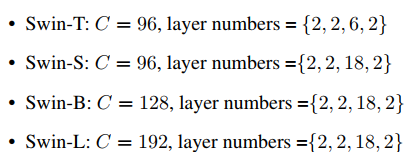 • Swin-T: C = 96, layer numbers = {2, 2, 6, 2}
• Swin-S: C = 96, layer numbers ={2, 2, 18, 2}
• Swin-B: C = 128, layer numbers ={2, 2, 18, 2}
• Swin-L: C = 192, layer numbers ={2, 2, 18, 2}